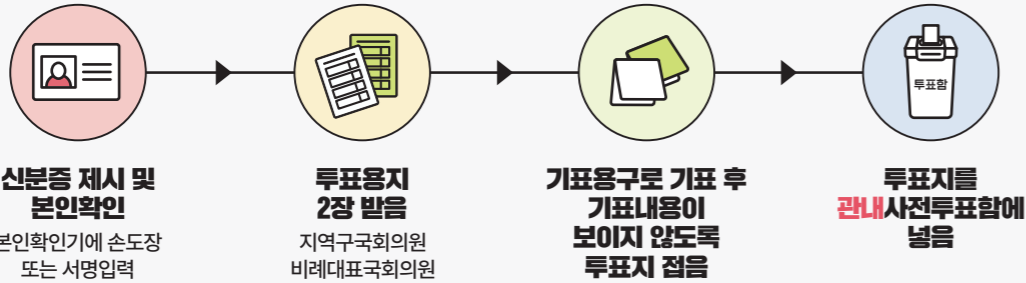 투표함
신분증 제시 및
본인확인
본인확인기에 손도장
또는 서명입력
투표용지
2장 받음
지역구국회의원
비례대표국회의원
기표용구로 기표 후
기표내용이
보이지 않도록
투표지 접음
투표지를
관내사전투표함에
넣음